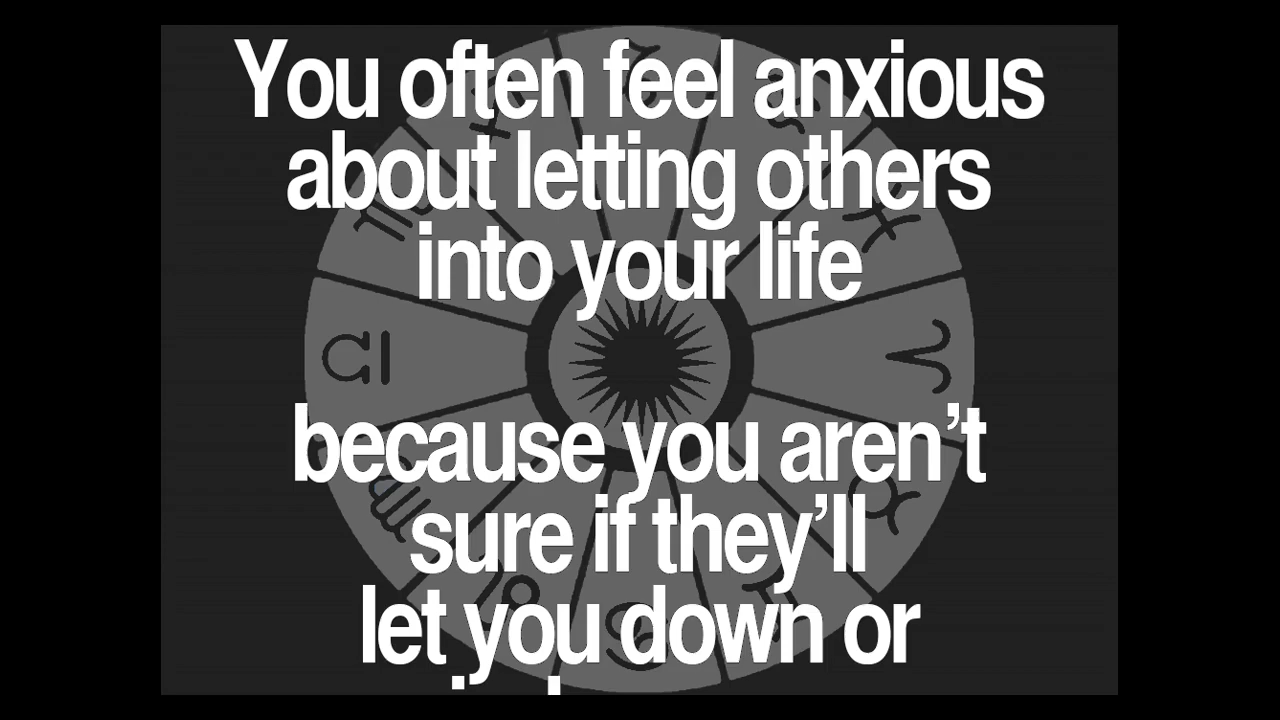 You often feel anxious
about letting others
into your life
because you aren’t
sure if they’ll
let you down or